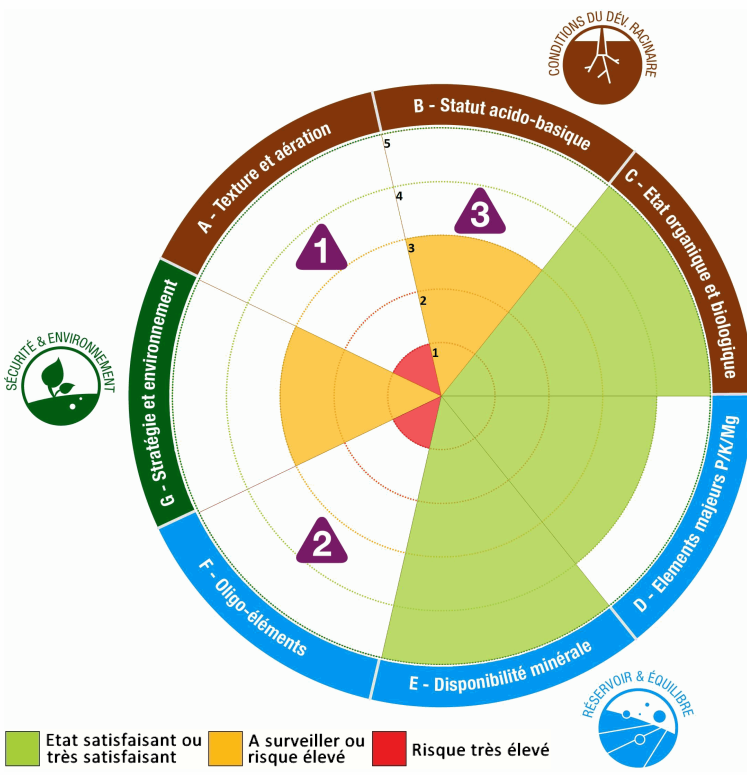 CONDITIONS DU DÉV. RACINAIRE
B - Statut acido-basique
A - Texture et aération
C - Etat organique et biologique
5
4
3
3
1
2
1
SÉCURITÉ & ENVIRONNEMENT
G - Stratégie et environnement
D - Elements majeurs P/K/Mg
2
F - Oligo-éléments
E - Disponibilité minérale
RÉSERVOIR & ÉQUILIBRE
Etat satisfaisant ou
très satisfaisant
A surveiller ou
risque élevé
Risque très élevé